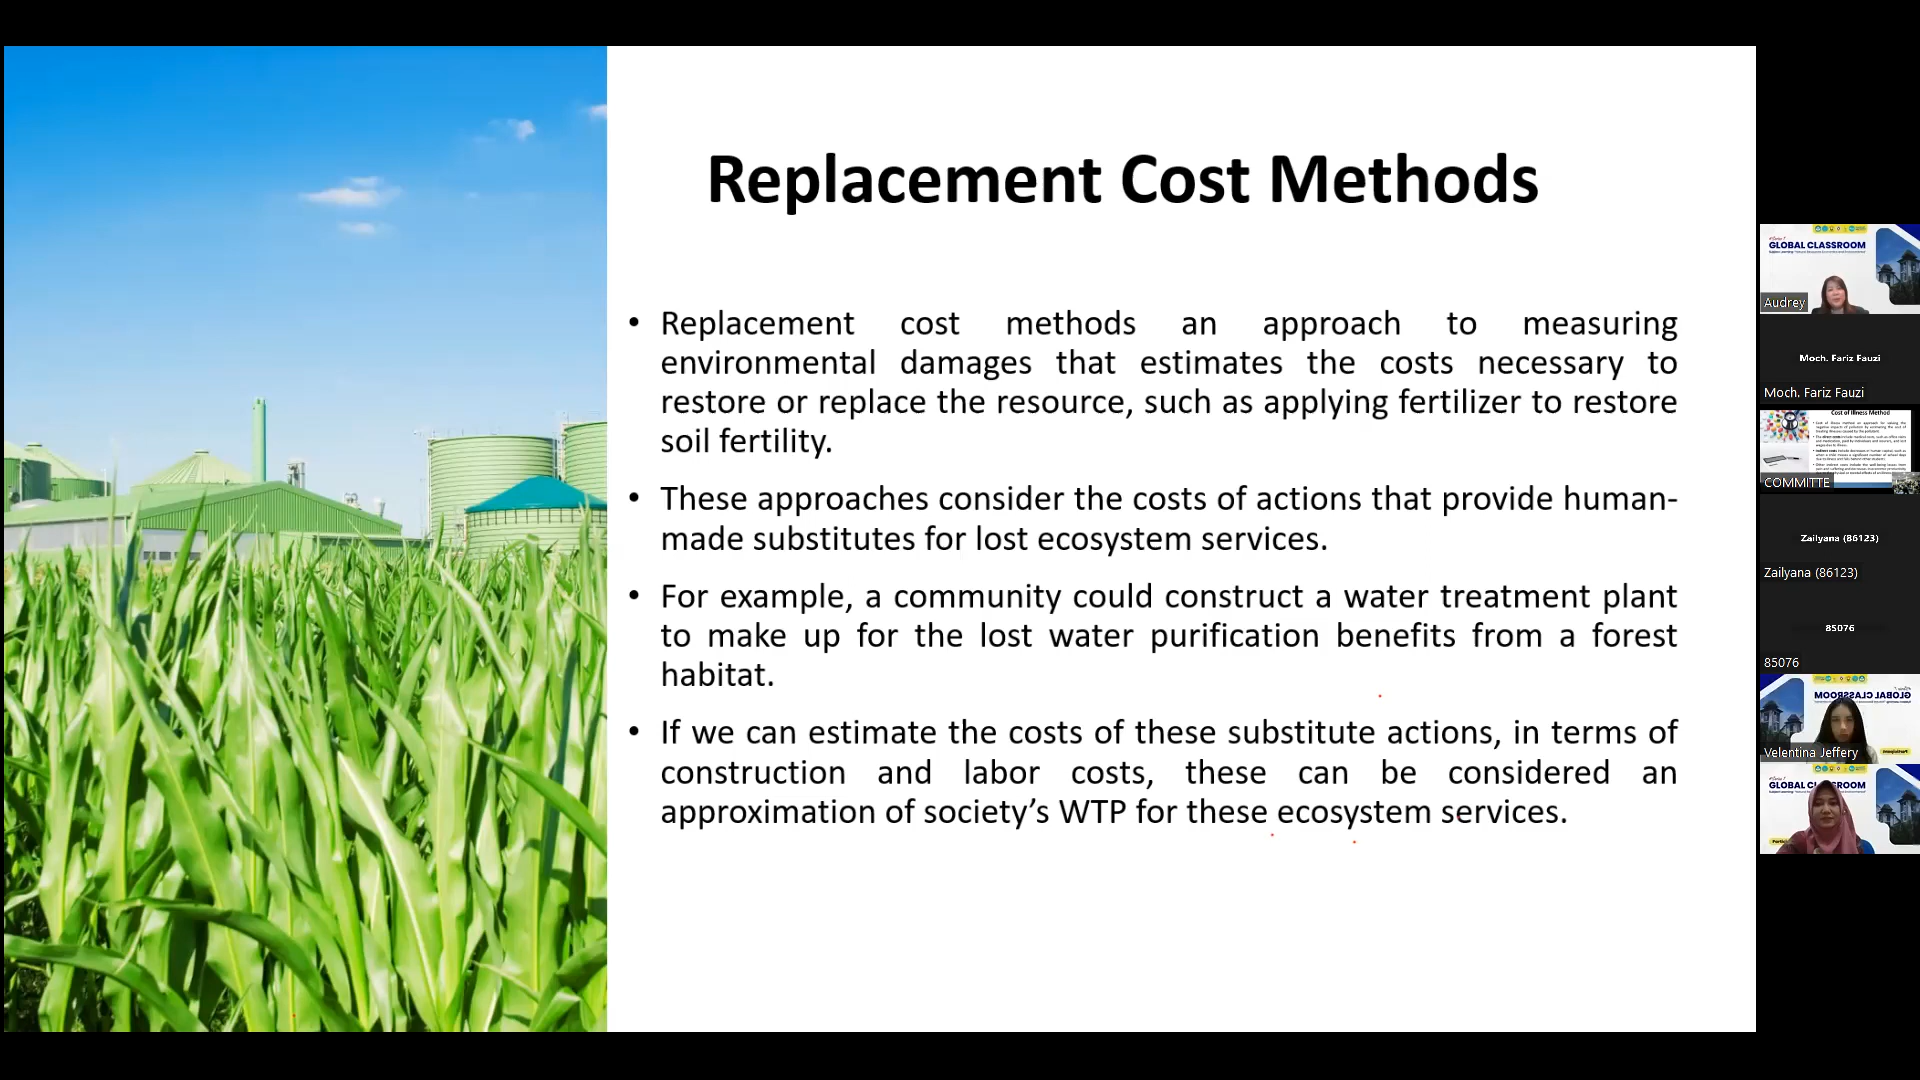 Replacement Cost Methods
• Replacement cost methods an approach to measuring
environmental damages that estimates the costs necessary to
restore or replace the resource, such as applying fertilizer to restore
soil fertility.
• These approaches consider the costs of actions that provide human-
made substitutes for lost ecosystem services.
• For example, a community could construct a water treatment plant
to make up for the lost water purification benefits from a forest
habitat.
• If we can estimate the costs of these substitute actions, in terms of
construction and labor costs, these can be considered an
approximation of society’s WTP for these ecosystem services.
GLOBAL CLASSROOM
Audrey
Moch. Fariz Fauzi
Moch. Fariz Fauzi
Cost of Illness Method
COMMITTE
Zailyana (86123)
Zailyana (86123)
85076
85076
GLOBAL CLASSROOM
Velentina Jeffery